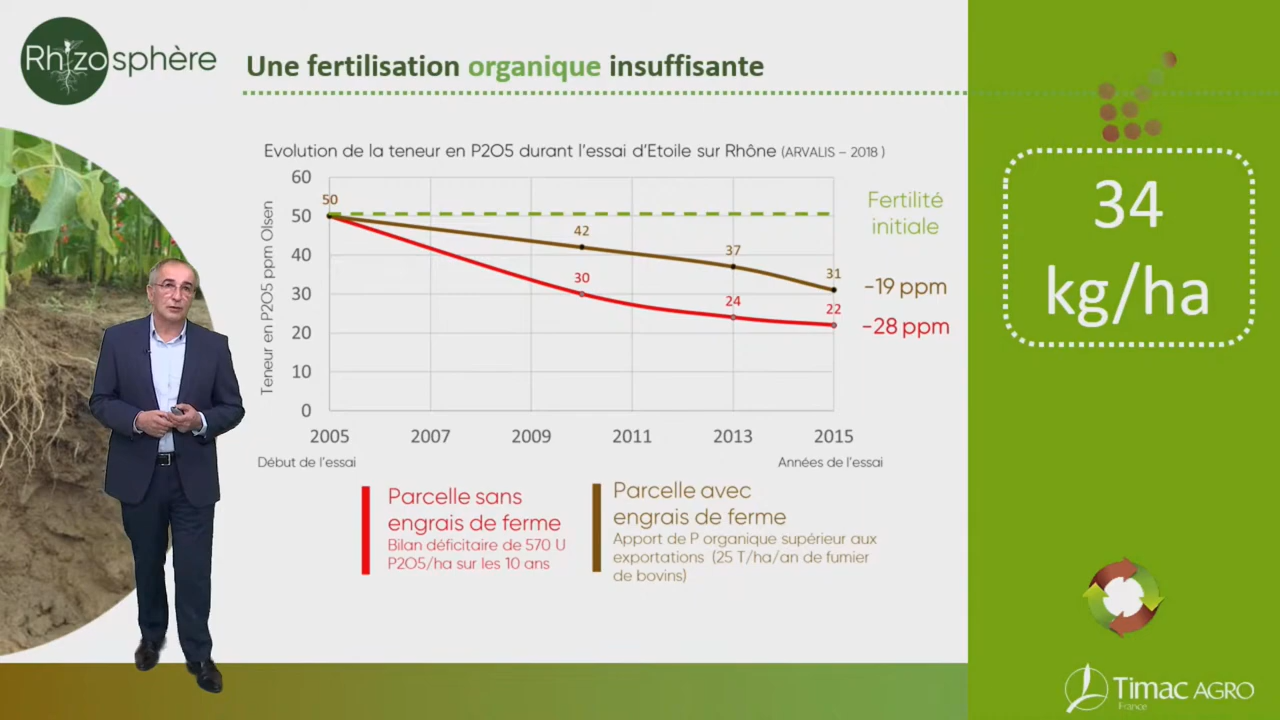 Rhizosphère
Une fertilisation organique insuffisante
Evolution de la teneur en P2O5 durant l'essai d'Etoile sur Rhône (ARVALIS – 2018 )
Teneur en P2O5 ppm Olsen
60
50
40
30
20
10
0
50
42
37
31
30
24
22
2005
2007
2009
2011
2013
2015
Début de l'essai
Années de l'essai
Fertilité
initiale
-19 ppm
-28 ppm
Parcelle sans
engrais de ferme
Bilan déficitaire de 570 U
P2O5/ha sur les 10 ans
Parcelle avec
engrais de ferme
Apport de P organique supérieur aux
exportations (25 T/ha/an de fumier
de bovins)
34
kg/ha
Timac AGRO
France